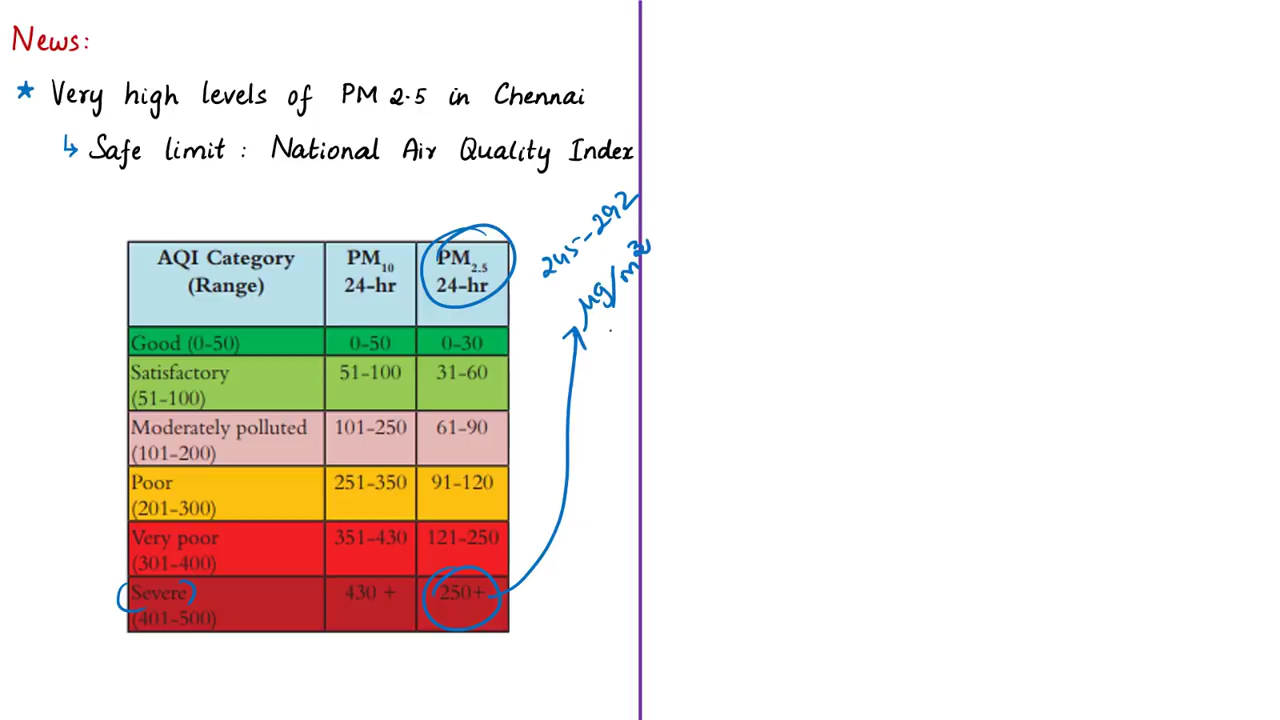 News:
★ Very high levels of PM 2.5 in Chennai
↳ Safe limit : National Air Quality Index
245-292
µg/m³
AQI Category (Range) PM10 24-hr PM2.5 24-hr
Good (0-50) 0-50 0-30
Satisfactory (51-100) 51-100 31-60
Moderately polluted (101-200) 101-250 61-90
Poor (201-300) 251-350 91-120
Very poor (301-400) 351-430 121-250
Severe (401-500) 430 + 250+